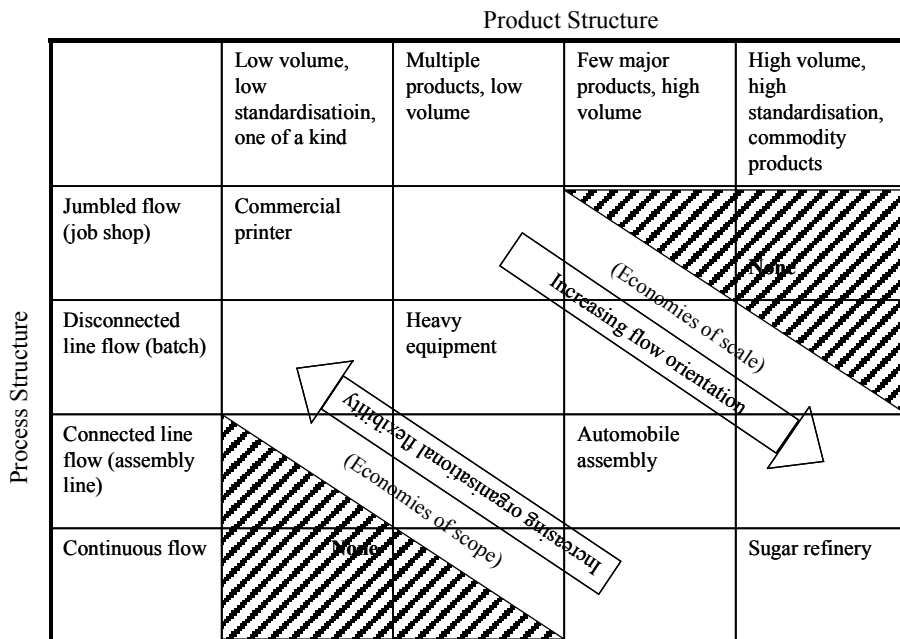 Product Structure
Low volume,
low
standardisatioin,
one of a kind
Multiple
products, low
volume
Few major
products, high
volume
High volume,
high
standardisation,
commodity
products
Process Structure
Jumbled flow
(job shop)
Commercial
printer
None
(Economies of scale)
Increasing flow orientation
Disconnected
line flow (batch)
Heavy
equipment
Connected line
flow (assembly
line)
Increasing organisational flexibility
(Economies of scope)
Automobile
assembly
Continuous flow
None
Sugar refinery